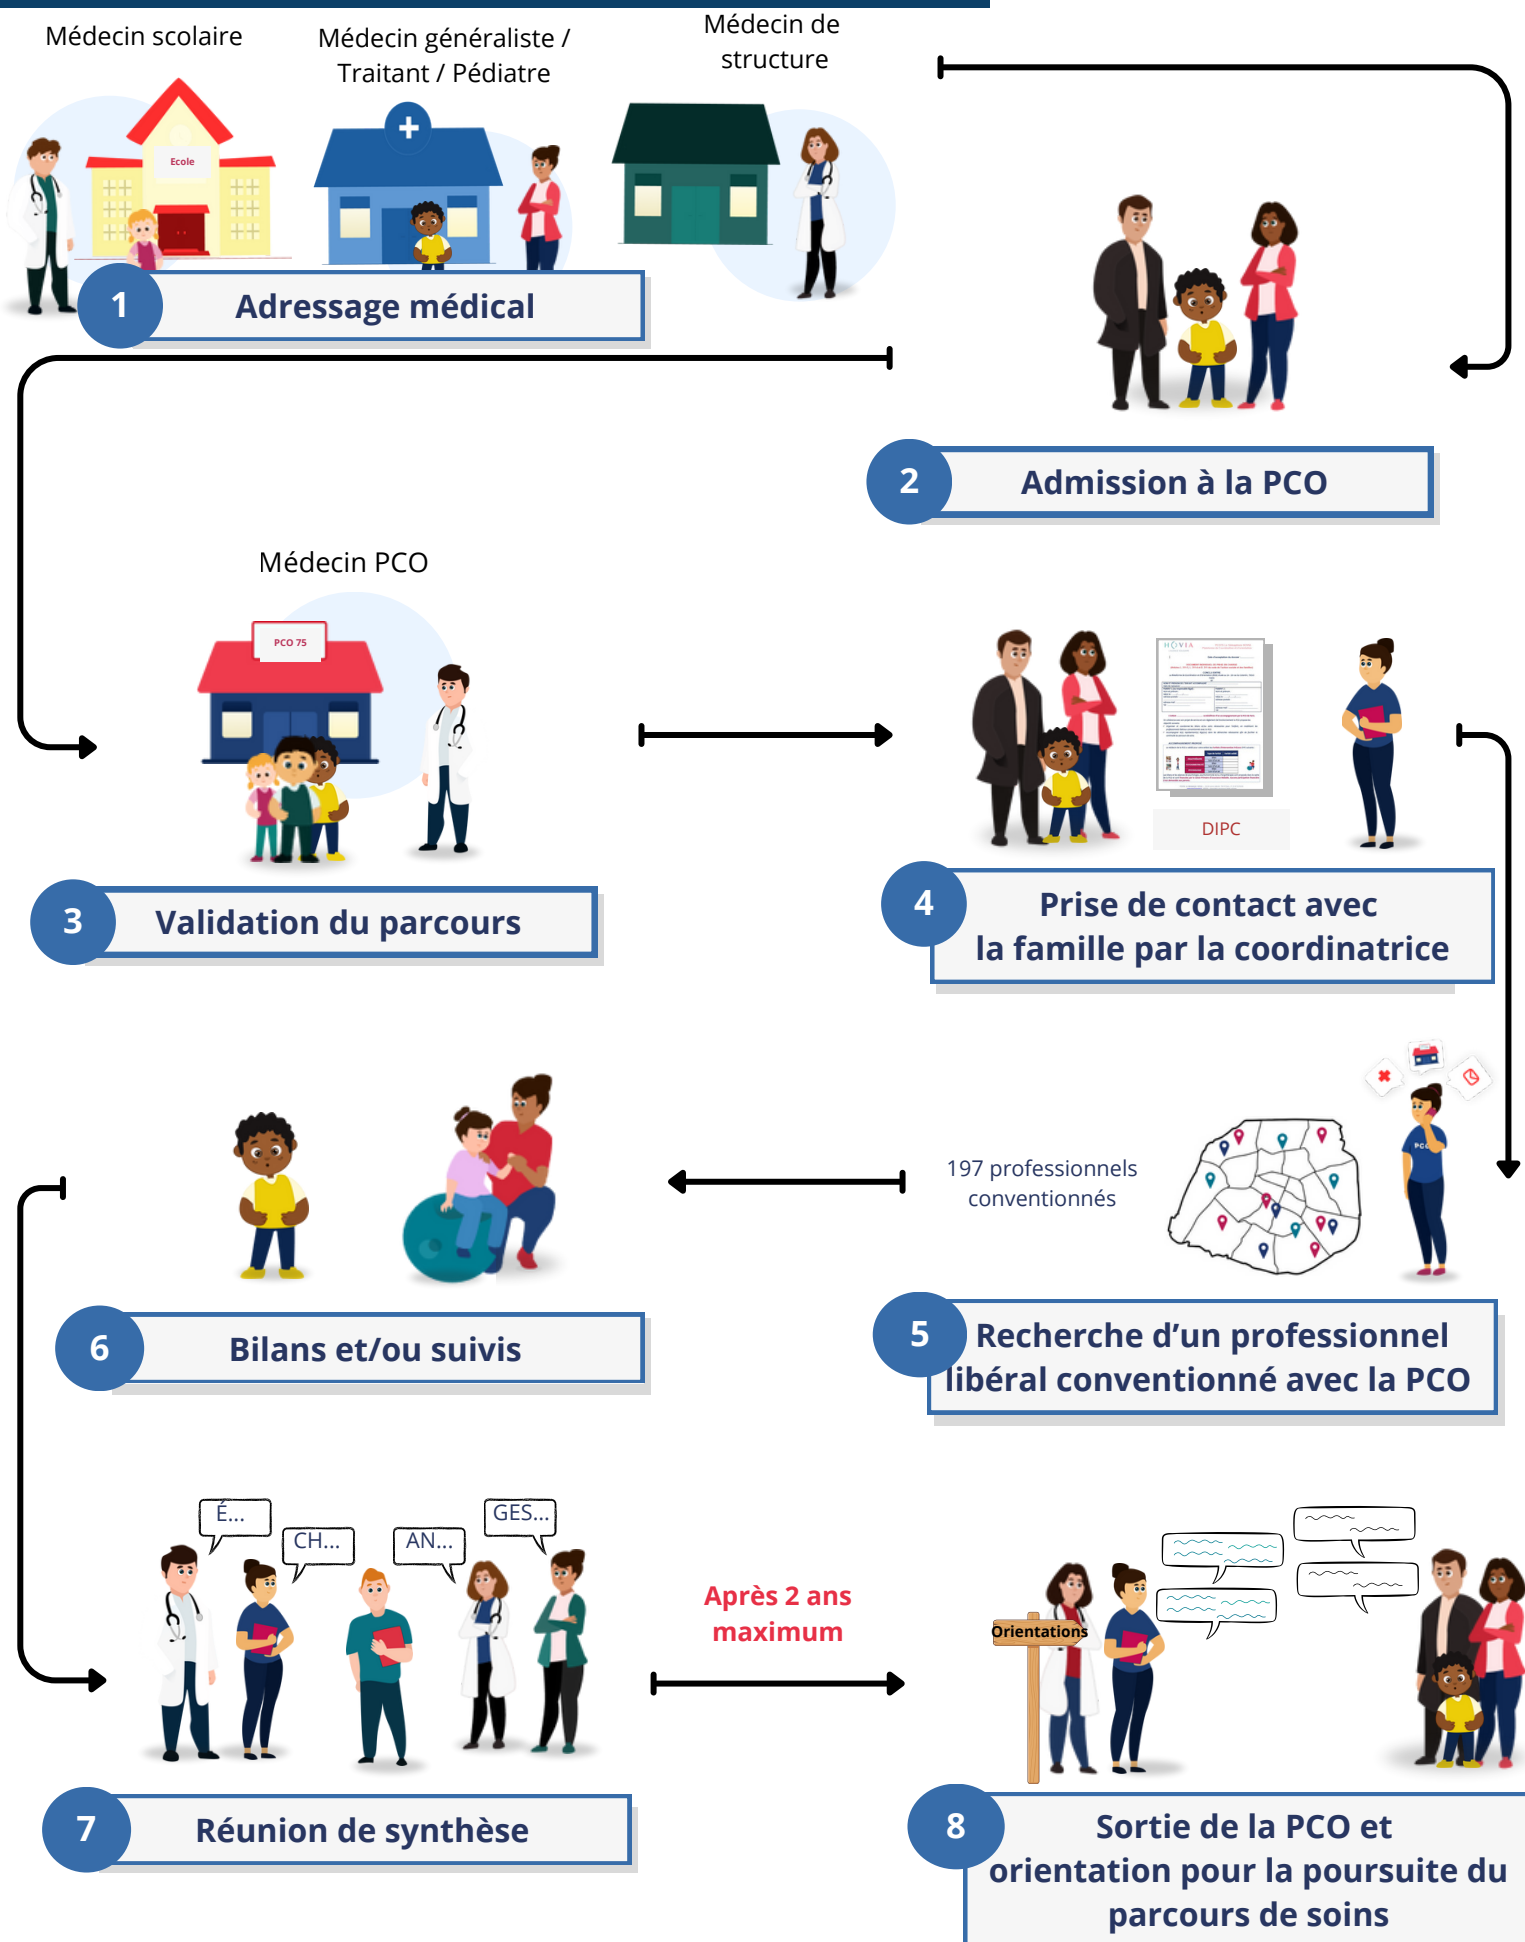 Médecin scolaire
Médecin généraliste /
Traitant / Pédiatre
Médecin de
structure
Ecole
1
Adressage médical
2
Admission à la PCO
Médecin PCO
PCO 75
3
Validation du parcours
HOVIA
DIPC
4
Prise de contact avec
la famille par la coordinatrice
197 professionnels
conventionnés
5
Recherche d’un professionnel
libéral conventionné avec la PCO
6
Bilans et/ou suivis
É...
CH...
AN...
GES...
7
Réunion de synthèse
Après 2 ans
maximum
Orientations
8
Sortie de la PCO et
orientation pour la poursuite du
parcours de soins